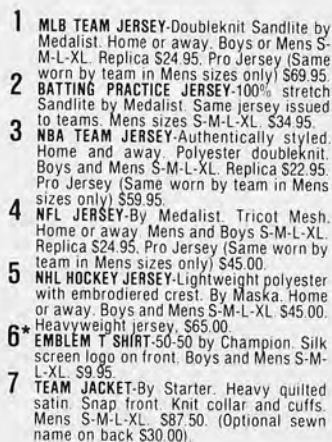 1 MLB TEAM JERSEY-Doubleknit Sandlite by
Medalist. Home or away. Boys or Mens S-
M-L-XL. Replica $24.95. Pro Jersey (Same
worn by team in Mens sizes only) $69.95.
2 BATTING PRACTICE JERSEY-100% stretch
Sandlite by Medalist. Same jersey issued
to teams. Mens sizes S-M-L-XL. $34.95.
3 NBA TEAM JERSEY-Authentically styled.
Home and away. Polyester doubleknit.
Boys and Mens S-M-L-XL. Replica $22.95.
Pro Jersey (Same worn by team in Mens
sizes only) $59.95.
4 NFL JERSEY-By Medalist. Tricot Mesh.
Home or away. Mens and Boys S-M-L-XL.
Replica $24.95. Pro Jersey (Same worn by
team in Mens sizes only) $45.00.
5 NHL HOCKEY JERSEY-Lightweight polyester
with embrodiered crest. By Maska. Home
or away. Boys and Mens S-M-L-XL $45.00.
Heavyweight jersey, $65.00.
6* EMBLEM T SHIRT-50-50 by Champion. Silk
screen logo on front. Boys and Mens S-M-
L-XL. $9.95.
7 TEAM JACKET-By Starter. Heavy quilted
satin. Snap front. Knit collar and cuffs.
Mens S-M-L-XL. $87.50. (Optional sewn
name on back $30.00).